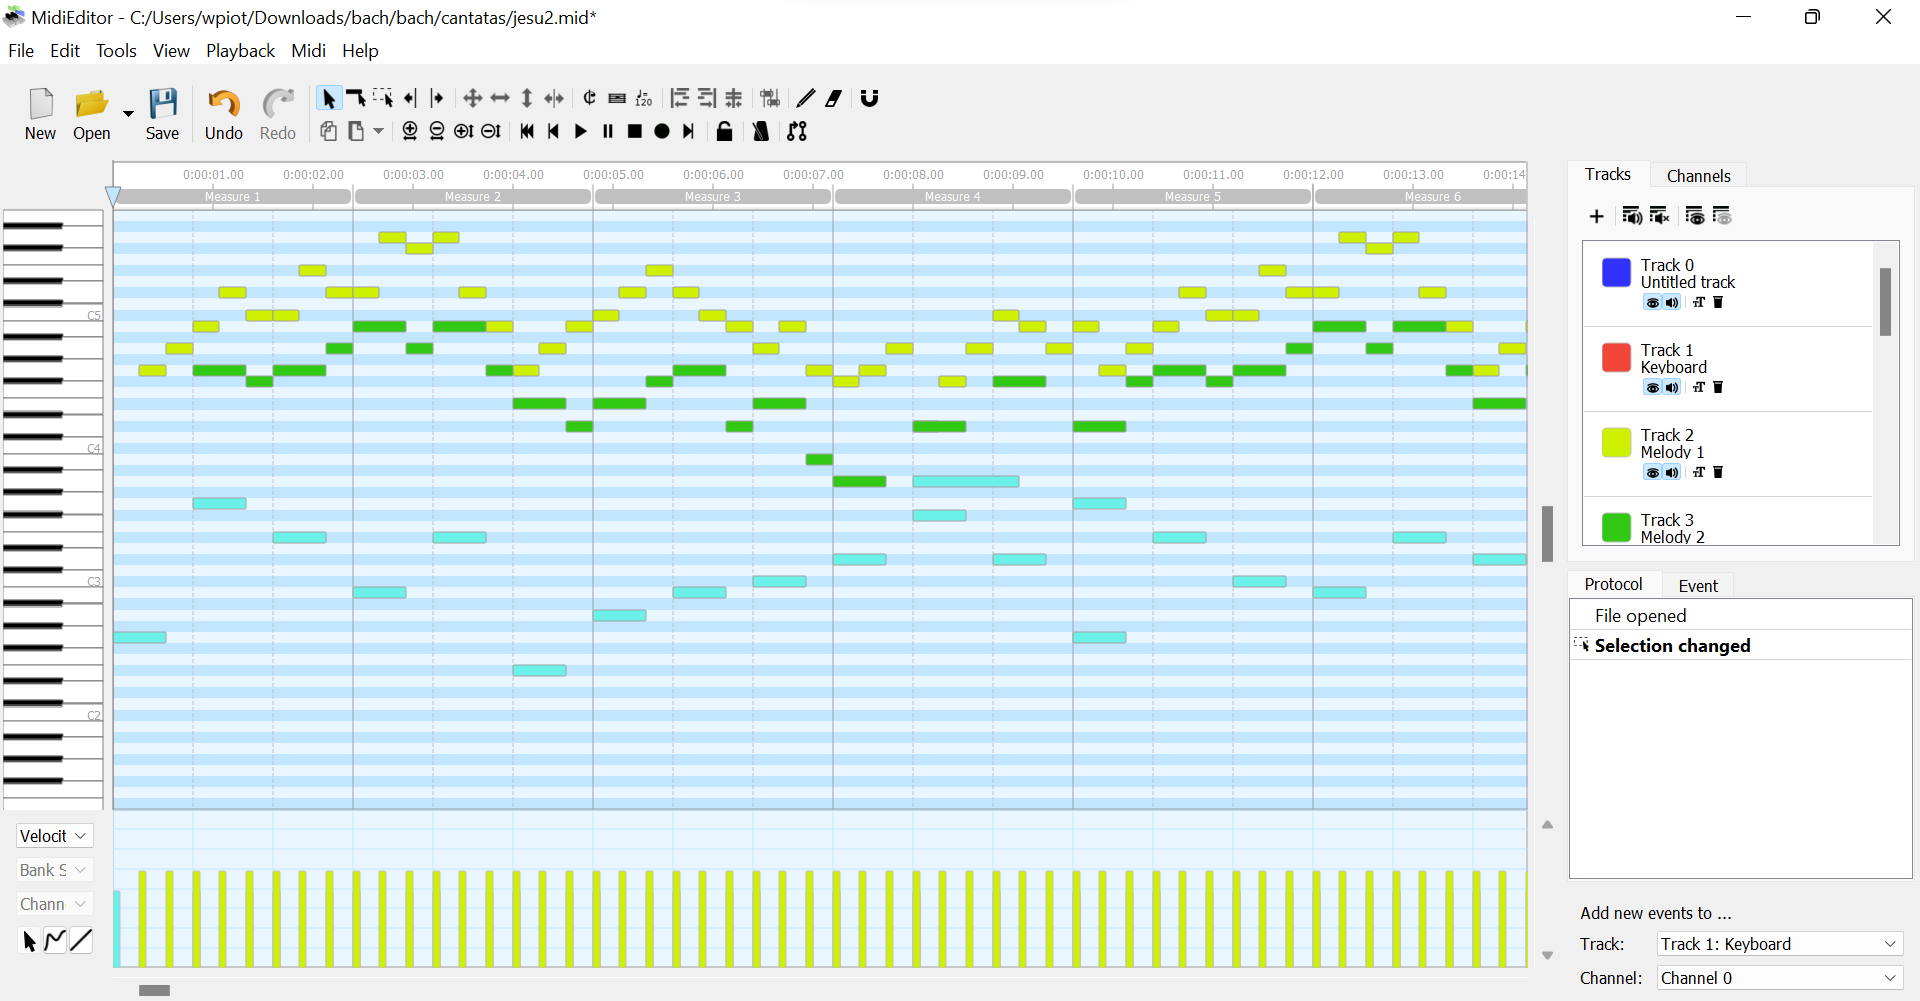 MidiEditor - C:/Users/wpiot/Downloads/bach/bach/cantatas/jesu2.mid*
File Edit Tools View Playback Midi Help
New Open Save Undo Redo
120
0:00:01.00 0:00:02.00 0:00:03.00 0:00:04.00 0:00:05.00 0:00:06.00 0:00:07.00 0:00:08.00 0:00:09.00 0:00:10.00 0:00:11.00 0:00:12.00 0:00:13.00 0:00:14
Measure 1 Measure 2 Measure 3 Measure 4 Measure 5 Measure 6
C5
C4
C3
C2
Velocit
Bank S
Chann
Tracks Channels
Track 0
Untitled track
Track 1
Keyboard
Track 2
Melody 1
Track 3
Melody 2
Protocol Event
File opened
Selection changed
Add new events to ...
Track: Track 1: Keyboard
Channel: Channel 0